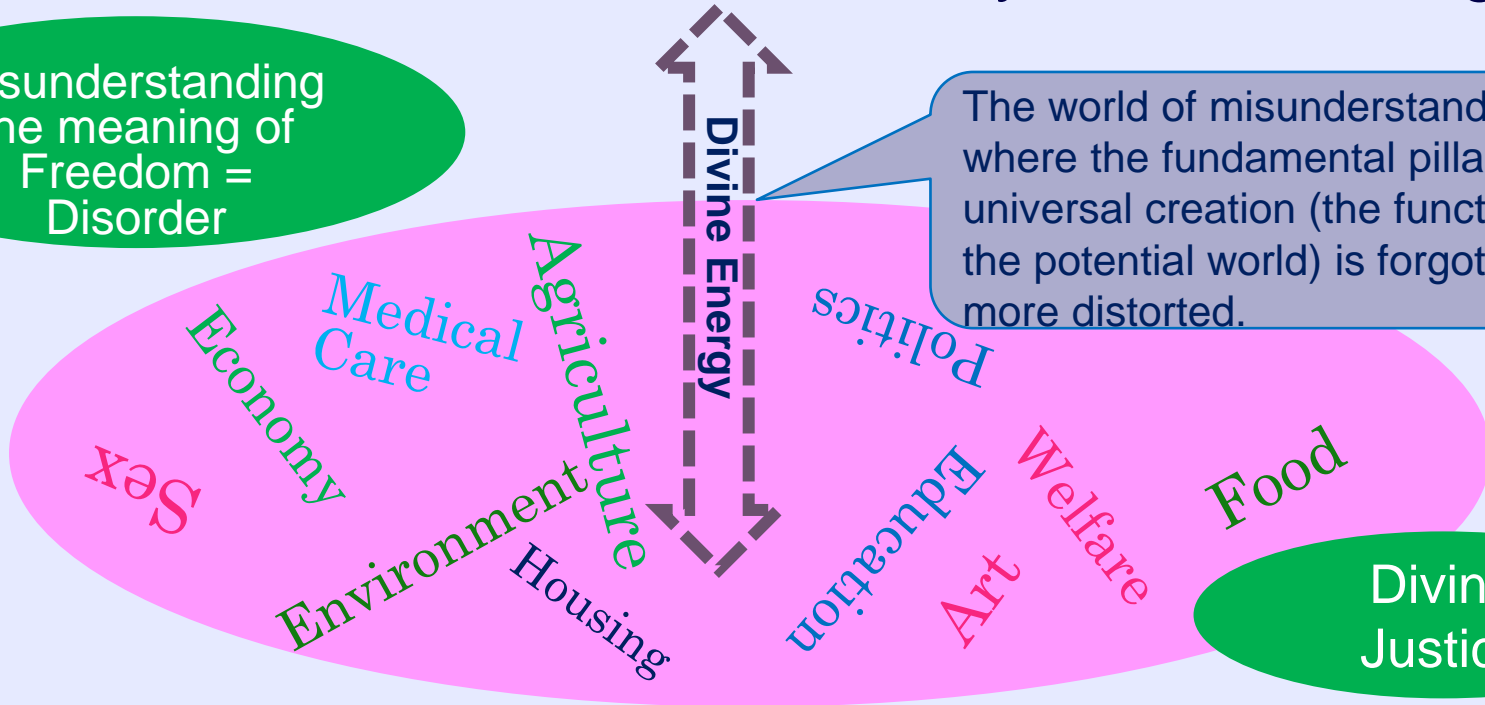 sunderstanding
he meaning of
Freedom =
Disorder
Divine Energy
The world of misunderstand
where the fundamental pilla
universal creation (the funct
the potential world) is forgot
more distorted.
Medical
Care
Agriculture
Economy
Politics
Sex
Environment
Housing
Education
Art
Welfare
Food
Divin
Justic